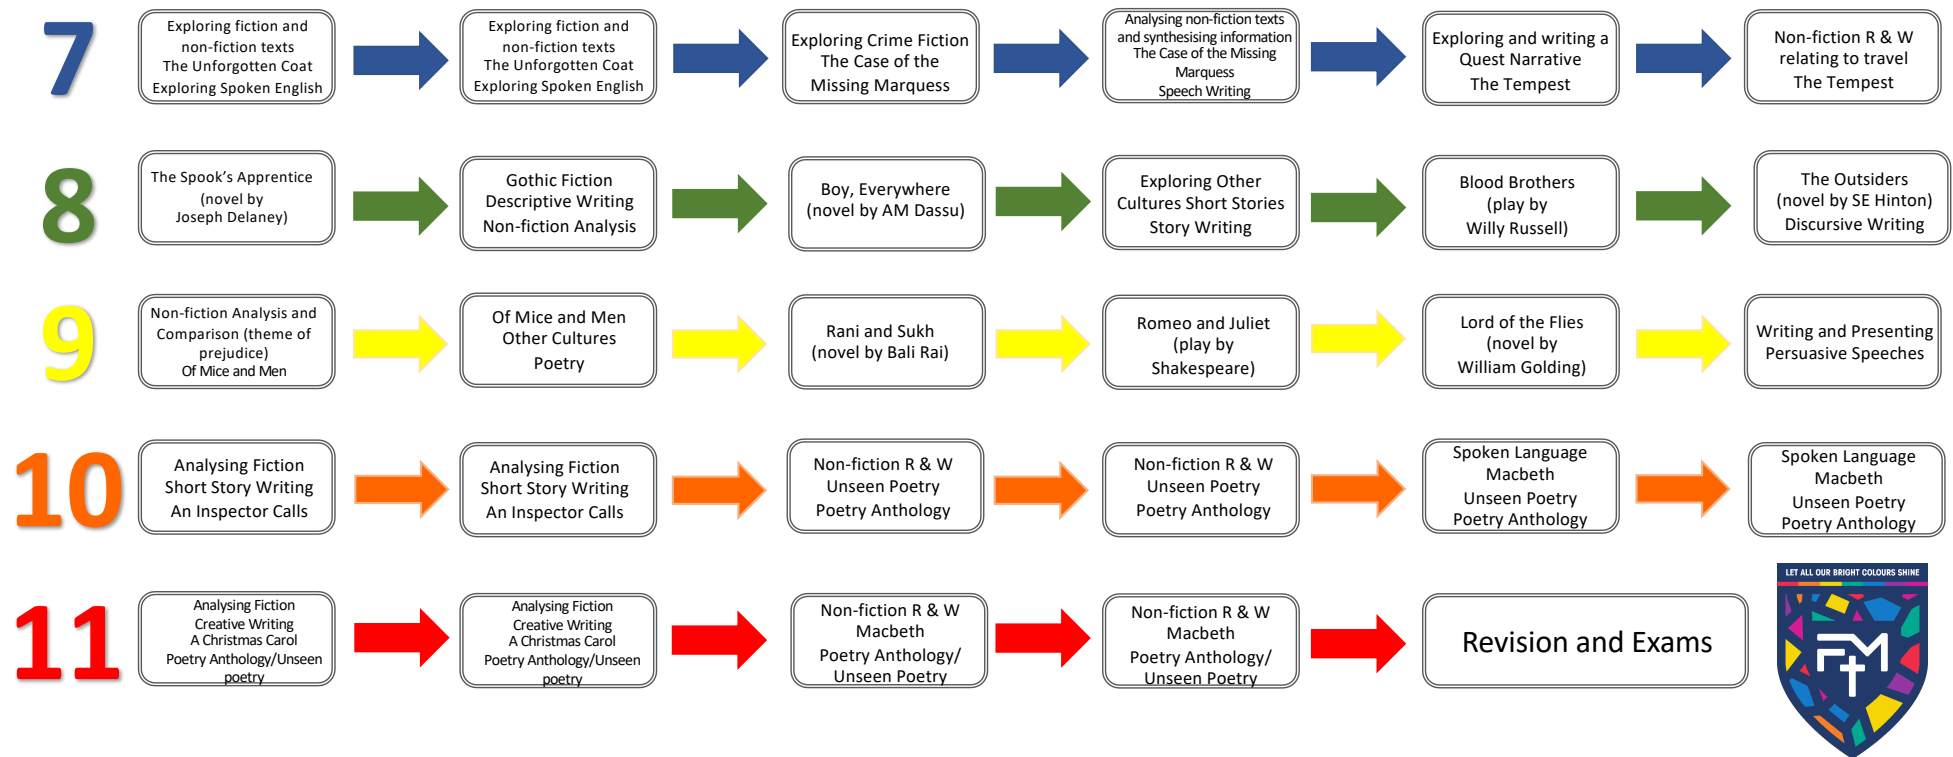 7
Exploring fiction and
non-fiction texts
The Unforgotten Coat
Exploring Spoken English
Exploring fiction and
non-fiction texts
The Unforgotten Coat
Exploring Spoken English
Exploring Crime Fiction
The Case of the
Missing Marquess
Analysing non-fiction texts
and synthesising information
The Case of the Missing
Marquess
Speech Writing
Exploring and writing a
Quest Narrative
The Tempest
Non-fiction R & W
relating to travel
The Tempest
8
The Spook's Apprentice
(novel by
Joseph Delaney)
Gothic Fiction
Descriptive Writing
Non-fiction Analysis
Boy, Everywhere
(novel by AM Dassu)
Exploring Other
Cultures Short Stories
Story Writing
Blood Brothers
(play by
Willy Russell)
The Outsiders
(novel by SE Hinton)
Discursive Writing
9
Non-fiction Analysis and
Comparison (theme of
prejudice)
Of Mice and Men
Of Mice and Men
Other Cultures
Poetry
Rani and Sukh
(novel by Bali Rai)
Romeo and Juliet
(play by
Shakespeare)
Lord of the Flies
(novel by
William Golding)
Writing and Presenting
Persuasive Speeches
10
Analysing Fiction
Short Story Writing
An Inspector Calls
Analysing Fiction
Short Story Writing
An Inspector Calls
Non-fiction R & W
Unseen Poetry
Poetry Anthology
Non-fiction R & W
Unseen Poetry
Poetry Anthology
Spoken Language
Macbeth
Unseen Poetry
Poetry Anthology
Spoken Language
Macbeth
Unseen Poetry
Poetry Anthology
11
Analysing Fiction
Creative Writing
A Christmas Carol
Poetry Anthology/Unseen
poetry
Analysing Fiction
Creative Writing
A Christmas Carol
Poetry Anthology/Unseen
poetry
Non-fiction R & W
Macbeth
Poetry Anthology/
Unseen Poetry
Non-fiction R & W
Macbeth
Poetry Anthology/
Unseen Poetry
Revision and Exams
LET ALL OUR BRIGHT COLOURS SHINE
FM